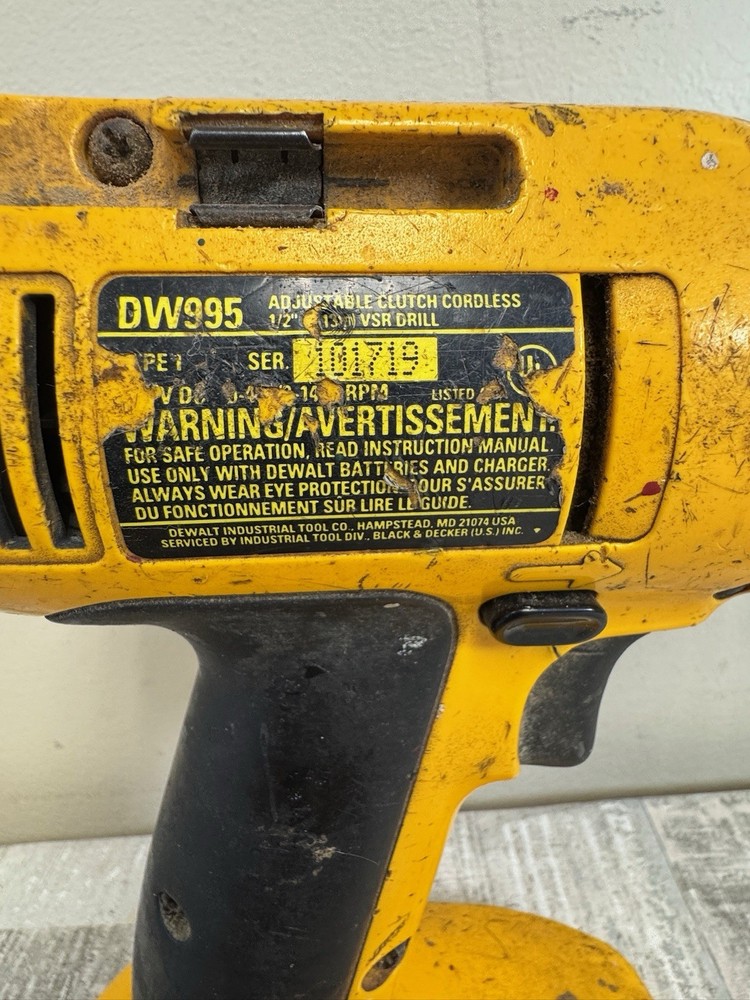 DW995
ADJUSTABLE CLUTCH CORDLESS
1/2" VSR DRILL
SER. 101719
RPM LISTED
WARNING/AVERTISSEMENT:
FOR SAFE OPERATION, READ INSTRUCTION MANUAL.
USE ONLY WITH DEWALT BATTERIES AND CHARGER.
ALWAYS WEAR EYE PROTECTION. POUR S'ASSURER
DU FONCTIONNEMENT SÛR LIRE LE GUIDE.
DEWALT INDUSTRIAL TOOL CO., HAMPSTEAD, MD 21074 USA
SERVICED BY INDUSTRIAL TOOL DIV., BLACK & DECKER (U.S.) INC.